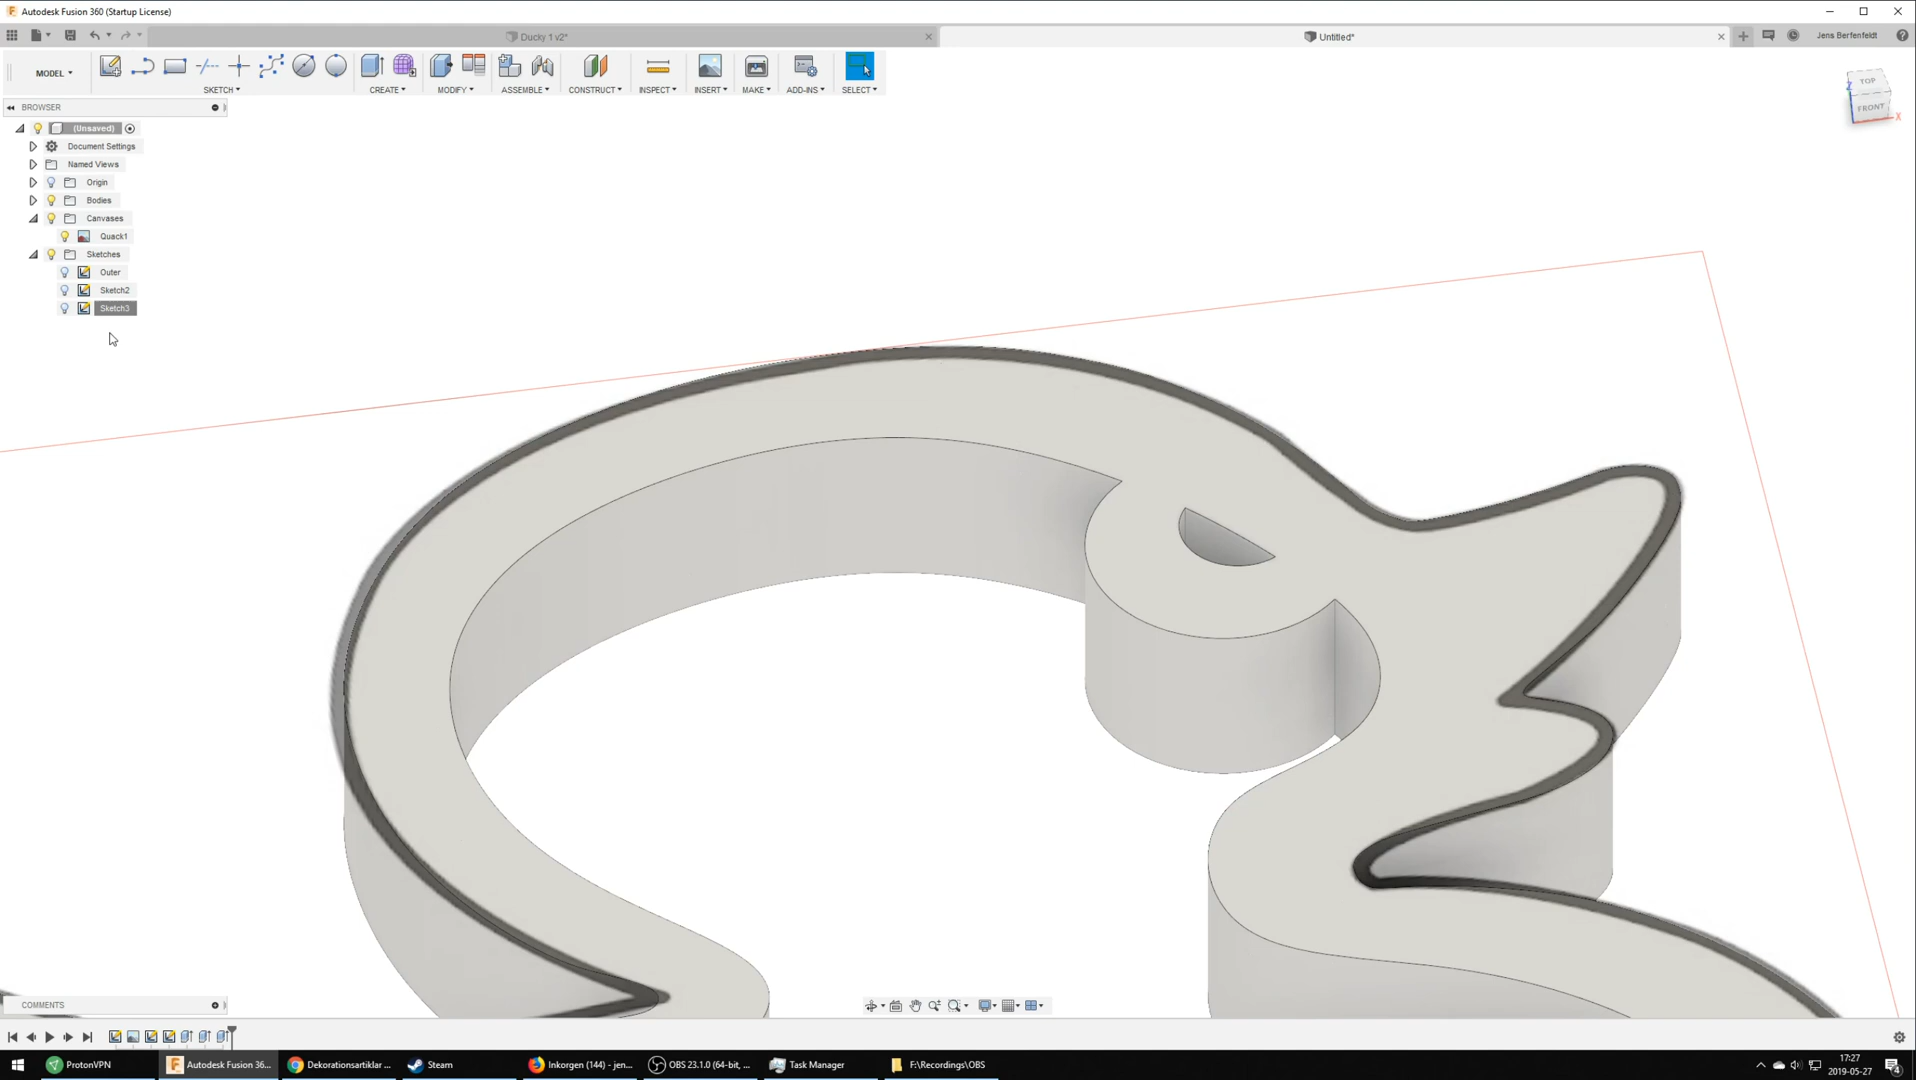 Autodesk Fusion 360 (Startup License)
Ducky 1 v2*
Untitled*
Jens Berfenfeldt
MODEL
SKETCH
CREATE
MODIFY
ASSEMBLE
CONSTRUCT
INSPECT
INSERT
MAKE
ADD-INS
SELECT
TOP
FRONT
Z
X
BROWSER
(Unsaved)
Document Settings
Named Views
Origin
Bodies
Canvases
Quack1
Sketches
Outer
Sketch2
Sketch3
COMMENTS
ProtonVPN
Autodesk Fusion 36...
Dekorationsartiklar ...
Steam
Inkorgen (144) - jen...
OBS 23.1.0 (64-bit, ...
Task Manager
F:\Recordings\OBS
17:27
2019-05-27
4